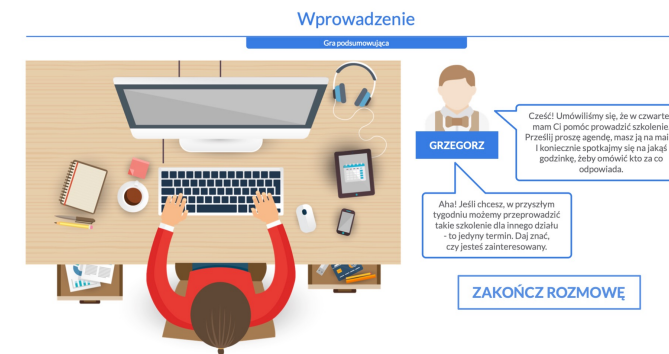 Wprowadzenie
Gra podsumowująca
Cześć! Umówiliśmy się, że w
mam Ci pomóc prowadzić szkolenie.
Prześlij proszę agendę, masz ją na
I koniecznie spotkajmy się na jakąś
godzinkę, żeby omówić kto za co
odpowiada.
GRZEGORZ
Aha! Jeśli chcesz, w przyszłym
tygodniu możemy przeprowadzić
takie szkolenie dla innego działu
- to jedyny termin. Daj znać,
czy jesteś zainteresowany.
ZAKOŃCZ ROZMOWĘ